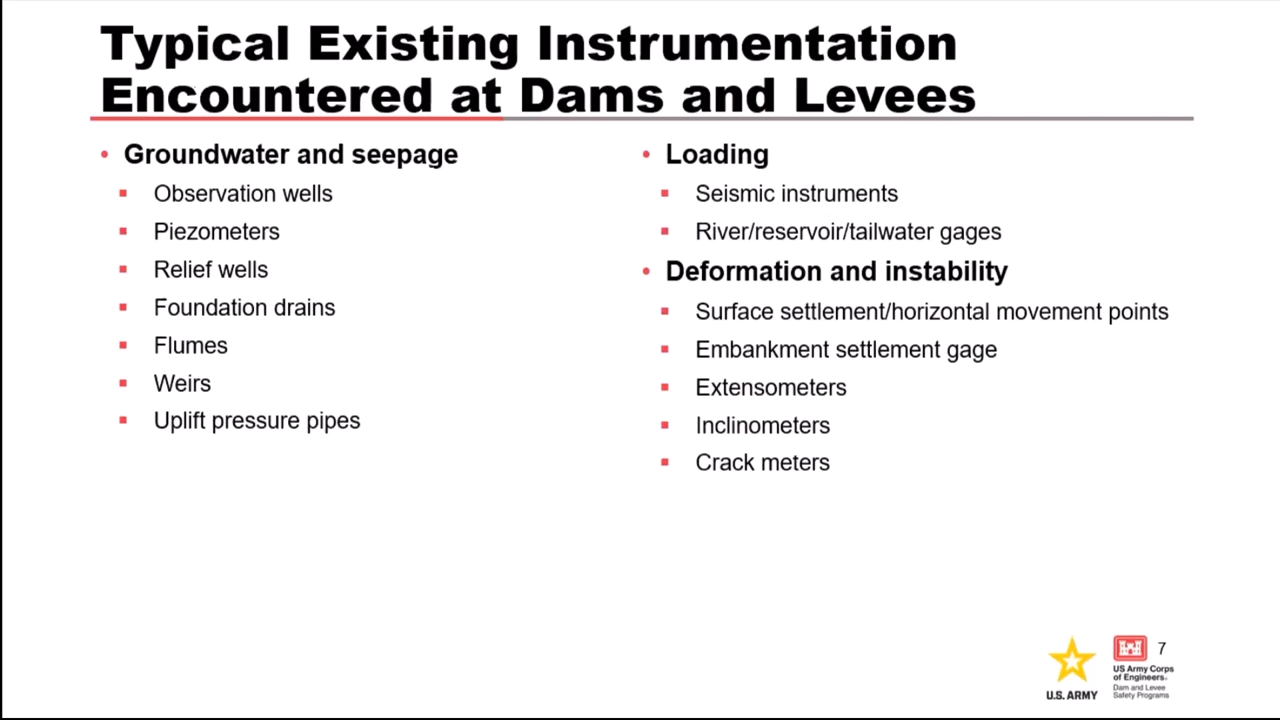 Typical Existing Instrumentation
Encountered at Dams and Levees
• Groundwater and seepage
▪ Observation wells
▪ Piezometers
▪ Relief wells
▪ Foundation drains
▪ Flumes
▪ Weirs
▪ Uplift pressure pipes
• Loading
▪ Seismic instruments
▪ River/reservoir/tailwater gages
• Deformation and instability
▪ Surface settlement/horizontal movement points
▪ Embankment settlement gage
▪ Extensometers
▪ Inclinometers
▪ Crack meters
U.S. ARMY
US Army Corps
of Engineers®
Dam and Levee
Safety Programs
7